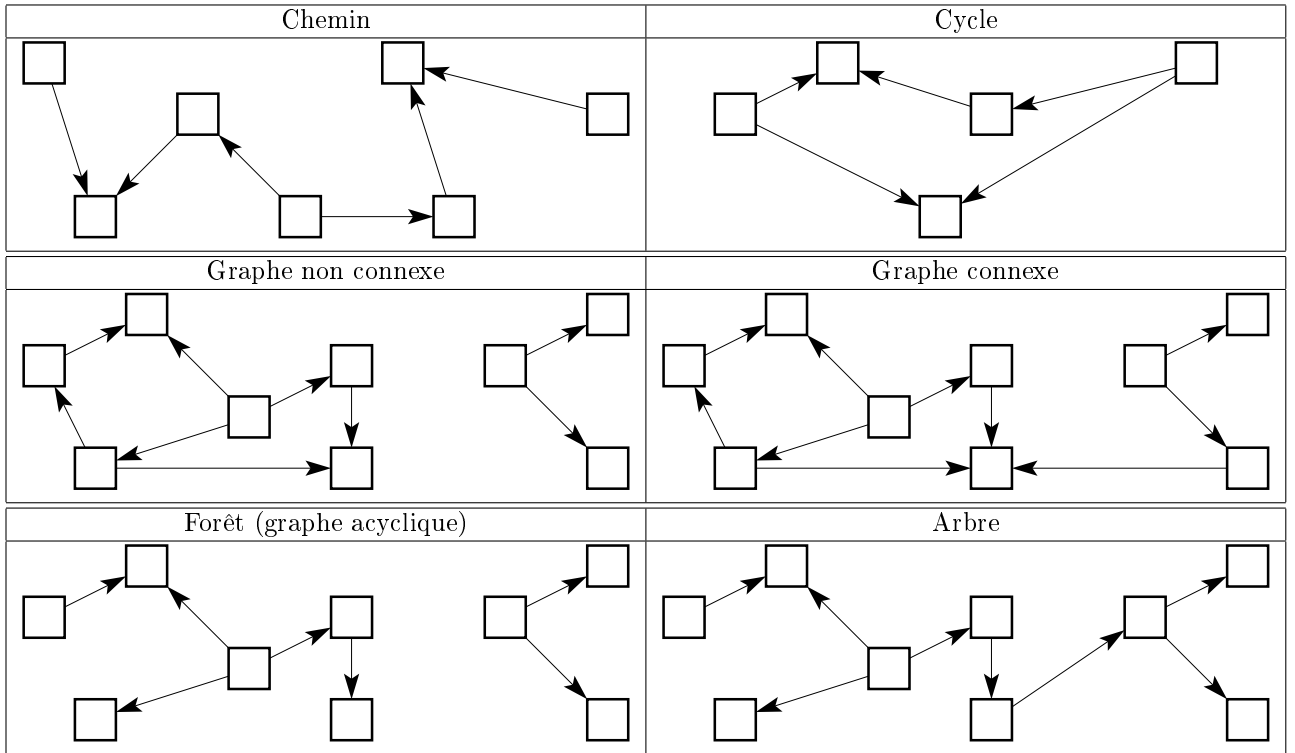 Chemin
Cycle
Graphe non connexe
Graphe connexe
Forêt (graphe acyclique)
Arbre